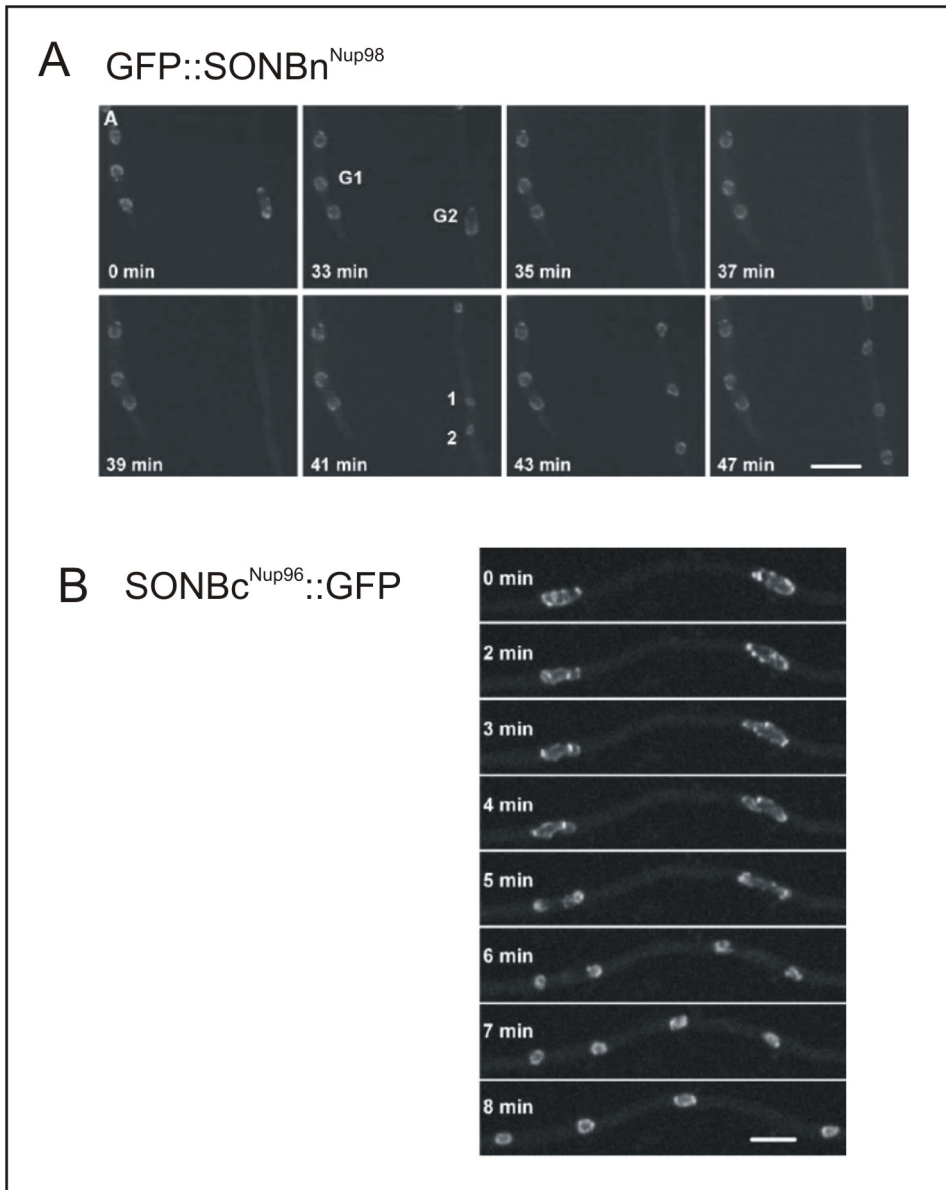 A GFP::SONBn^Nup98
A
0 min
G1
G2
33 min
35 min
37 min
39 min
1
2
41 min
43 min
47 min
B SONBc^Nup96::GFP
0 min
2 min
3 min
4 min
5 min
6 min
7 min
8 min